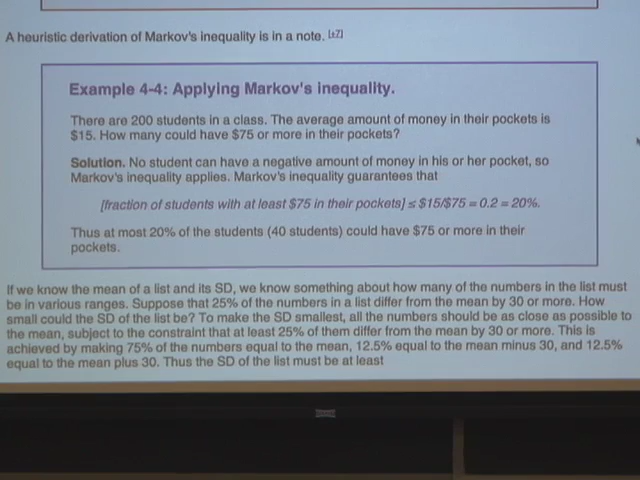 A heuristic derivation of Markov's inequality is in a note. [±?]
Example 4-4: Applying Markov's inequality.
There are 200 students in a class. The average amount of money in their pockets is
$15. How many could have $75 or more in their pockets?
Solution. No student can have a negative amount of money in his or her pocket, so
Markov's inequality applies. Markov's inequality guarantees that
[fraction of students with at least $75 in their pockets] ≤ $15/$75 = 0.2 = 20%.
Thus at most 20% of the students (40 students) could have $75 or more in their
pockets.
If we know the mean of a list and its SD, we know something about how many of the numbers in the list must
be in various ranges. Suppose that 25% of the numbers in a list differ from the mean by 30 or more. How
small could the SD of the list be? To make the SD smallest, all the numbers should be as close as possible to
the mean, subject to the constraint that at least 25% of them differ from the mean by 30 or more. This is
achieved by making 75% of the numbers equal to the mean, 12.5% equal to the mean minus 30, and 12.5%
equal to the mean plus 30. Thus the SD of the list must be at least